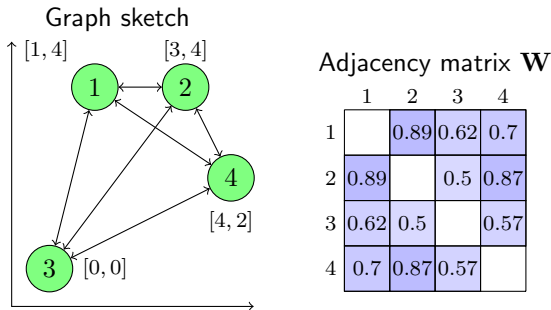 Graph sketch
[1, 4]
[3, 4]
1
2
4
[4, 2]
3
[0, 0]
Adjacency matrix W
1 2 3 4
1 0.89 0.62 0.7
2 0.89 0.5 0.87
3 0.62 0.5 0.57
4 0.7 0.87 0.57